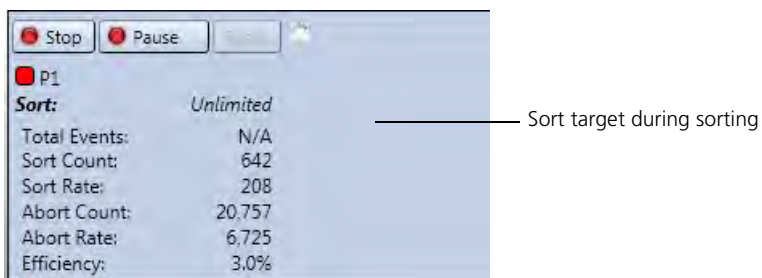 Stop Pause
P1
Sort: Unlimited
Sort target during sorting
Total Events: N/A
Sort Count: 642
Sort Rate: 208
Abort Count: 20,757
Abort Rate: 6,725
Efficiency: 3.0%